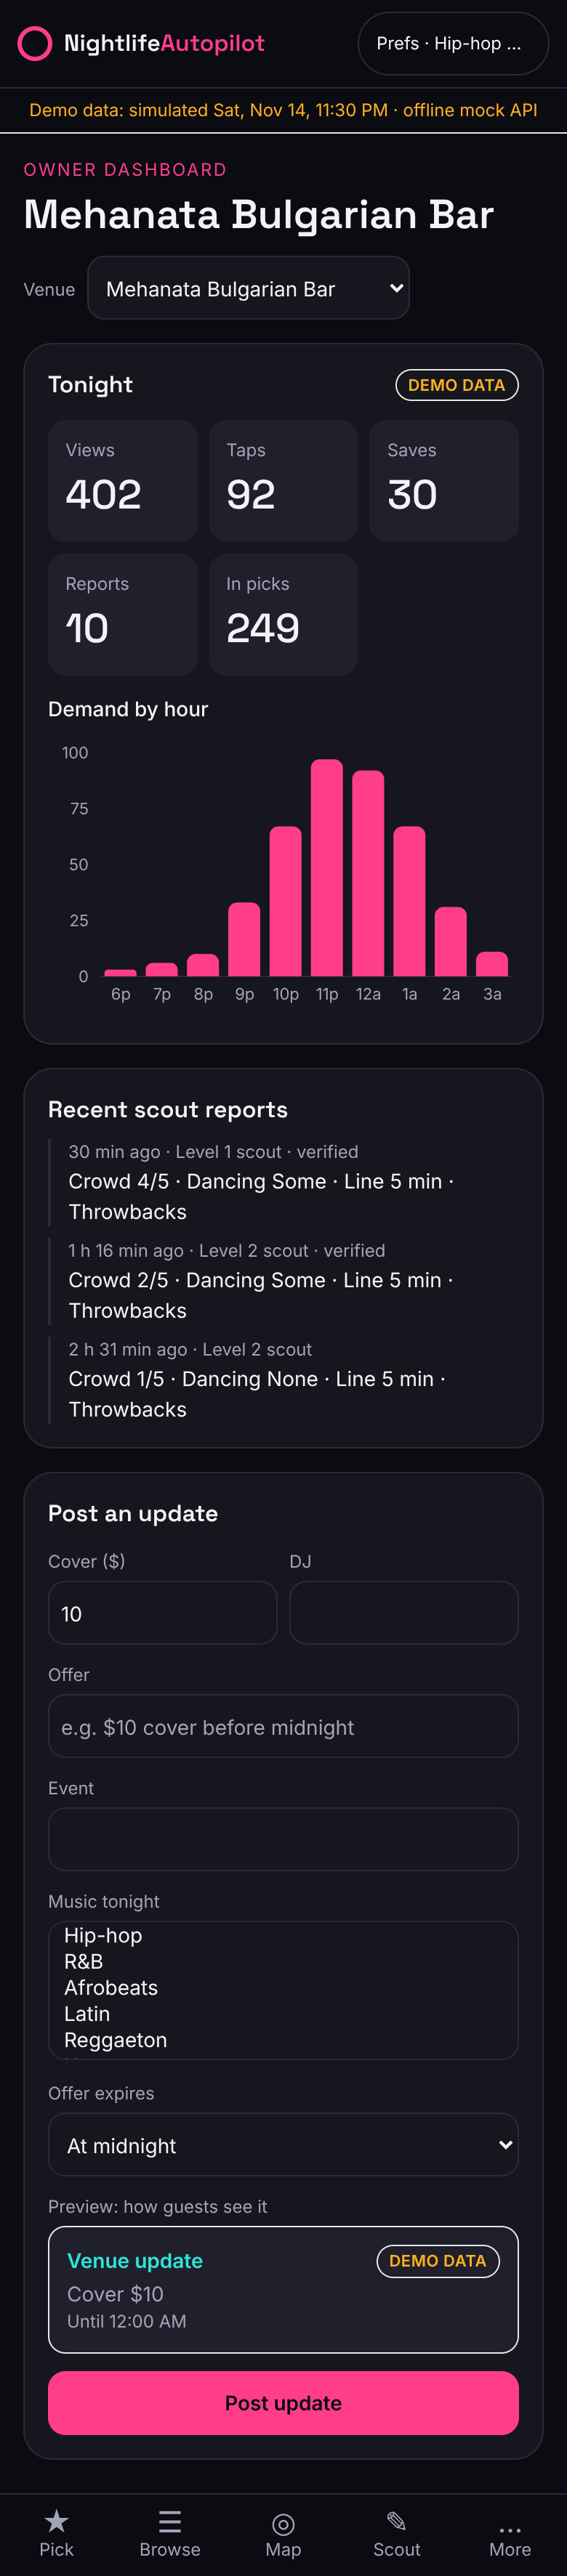 NightlifeAutopilot
Prefs · Hip-hop ...
Demo data: simulated Sat, Nov 14, 11:30 PM · offline mock API
OWNER DASHBOARD
Mehanata Bulgarian Bar
Venue
Mehanata Bulgarian Bar
Tonight
DEMO DATA
Views
402
Taps
92
Saves
30
Reports
10
In picks
249
Demand by hour
100
75
50
25
0
6p 7p 8p 9p 10p 11p 12a 1a 2a 3a
Recent scout reports
30 min ago · Level 1 scout · verified
Crowd 4/5 · Dancing Some · Line 5 min ·
Throwbacks
1 h 16 min ago · Level 2 scout · verified
Crowd 2/5 · Dancing Some · Line 5 min ·
Throwbacks
2 h 31 min ago · Level 2 scout
Crowd 1/5 · Dancing None · Line 5 min ·
Throwbacks
Post an update
Cover ($)
DJ
10
Offer
e.g. $10 cover before midnight
Event
Music tonight
Hip-hop
R&B
Afrobeats
Latin
Reggaeton
Offer expires
At midnight
Preview: how guests see it
Venue update
DEMO DATA
Cover $10
Until 12:00 AM
Post update
Pick
Browse
Map
Scout
... More